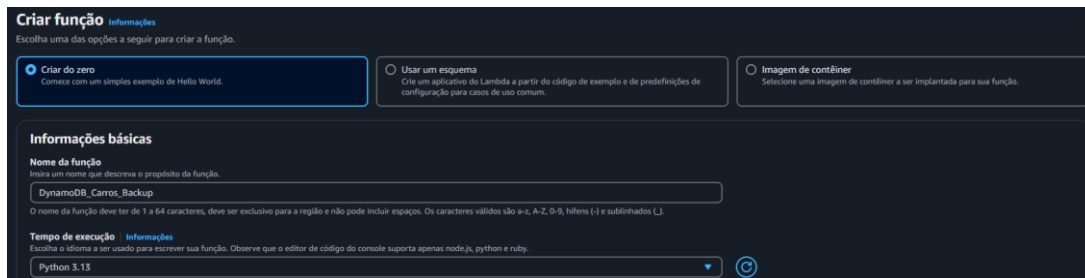 Criar função Informações
Escolha uma das opções a seguir para criar a função.
Criar do zero
Comece com um simples exemplo de Hello World.
Usar um esquema
Crie um aplicativo do Lambda a partir do código de exemplo e de predefinições de
configuração para casos de uso comum.
Imagem de contêiner
Selecione uma imagem de contêiner a ser implantada para sua função.
Informações básicas
Nome da função
Insira um nome que descreva o propósito da função.
DynamoDB_Carros_Backup
O nome da função deve ter de 1 a 64 caracteres, deve ser exclusivo para a região e não pode incluir espaços. Os caracteres válidos são a-z, A-Z, 0-9, hifens (-) e sublinhados (_).
Tempo de execução | Informações
Escolha o idioma a ser usado para escrever sua função. Observe que o editor de código do console suporta apenas node.js, python e ruby.
Python 3.13